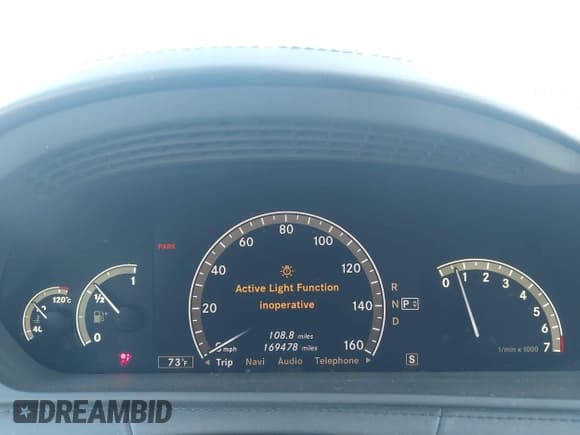 PARK
1
½
0
120°C
40
20
40
60
80
100
120
140
160
Active Light Function
inoperative
108.8 miles
169478 miles
mph
73°F
Trip Navi Audio Telephone
R
N P
D
S
0 1 2 3 4 5 6 7
1/min x 1000
DREAMBID